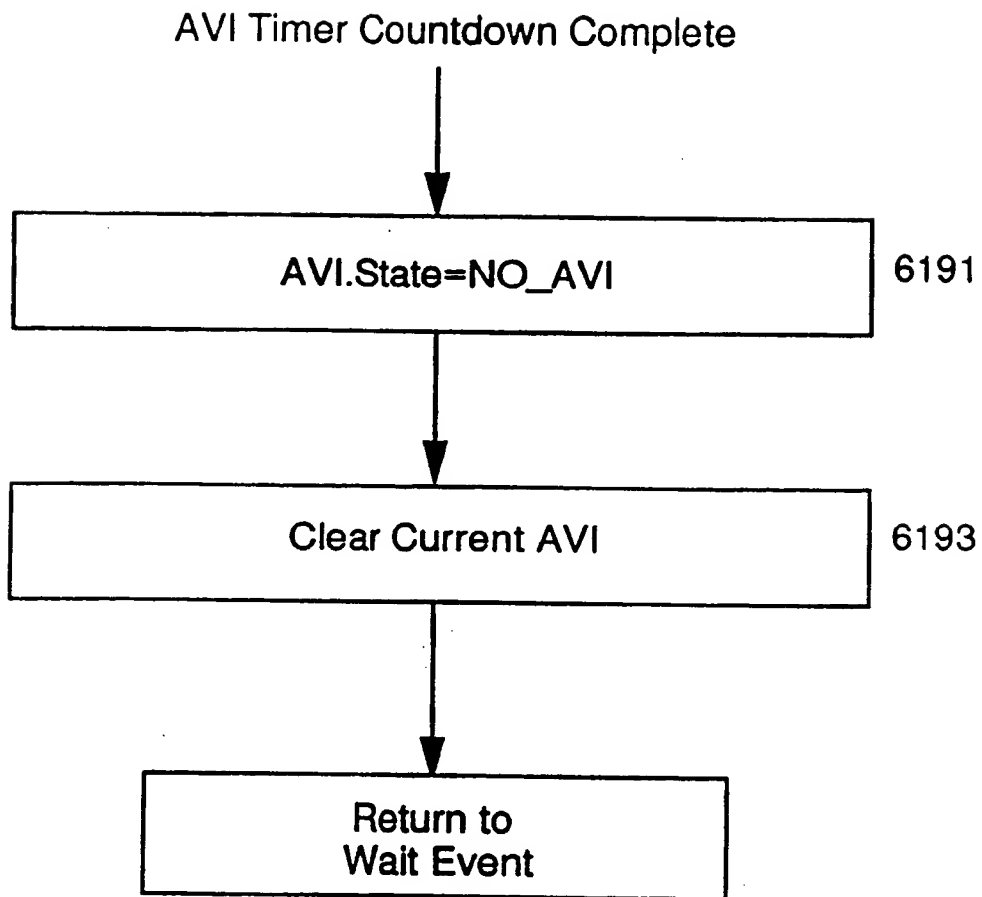 AVI Timer Countdown Complete
AVI.State=NO_AVI
6191
Clear Current AVI
6193
Return to
Wait Event